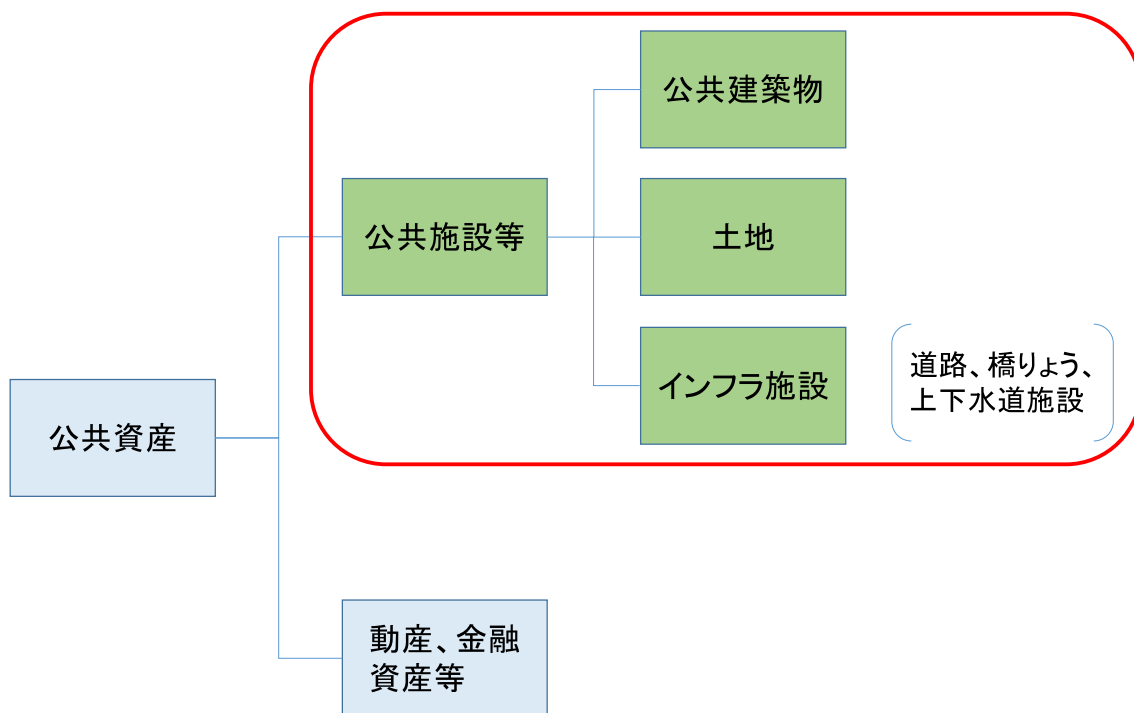 公共建築物
公共施設等
土地
インフラ施設
道路、橋りょう、
上下水道施設
公共資産
動産、金融
資産等